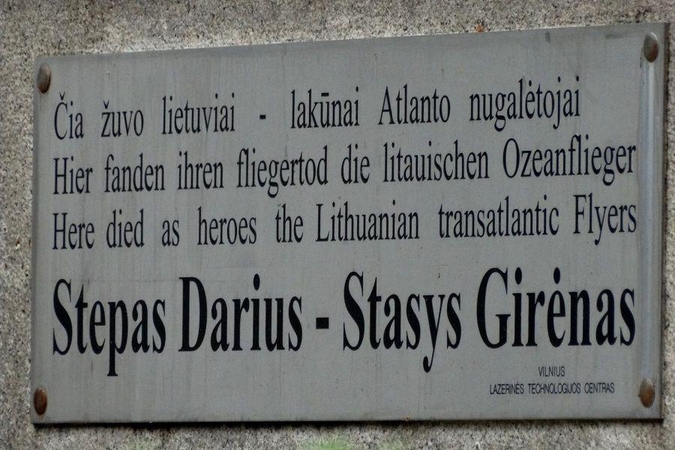 Čia žuvo lietuviai - lakūnai Atlanto nugalėtojai
Hier fanden ihren fliegertod die litauischen Ozeanflieger
Here died as heroes the Lithuanian transatlantic Flyers
Stepas Darius - Stasys Girėnas
VILNIUS
LAZERINĖS TECHNOLOGIJOS CENTRAS